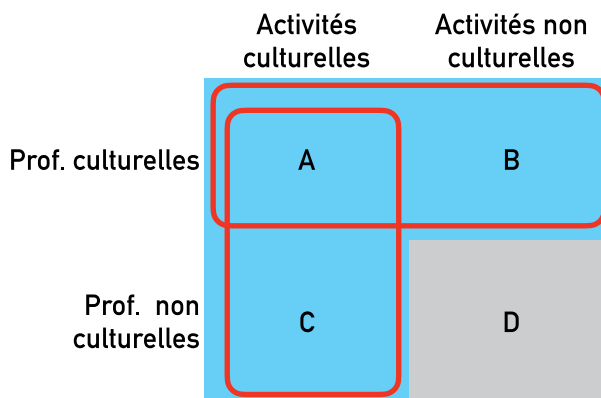 Activités
culturelles
Activités non
culturelles
Prof. culturelles
A
B
Prof. non
culturelles
C
D